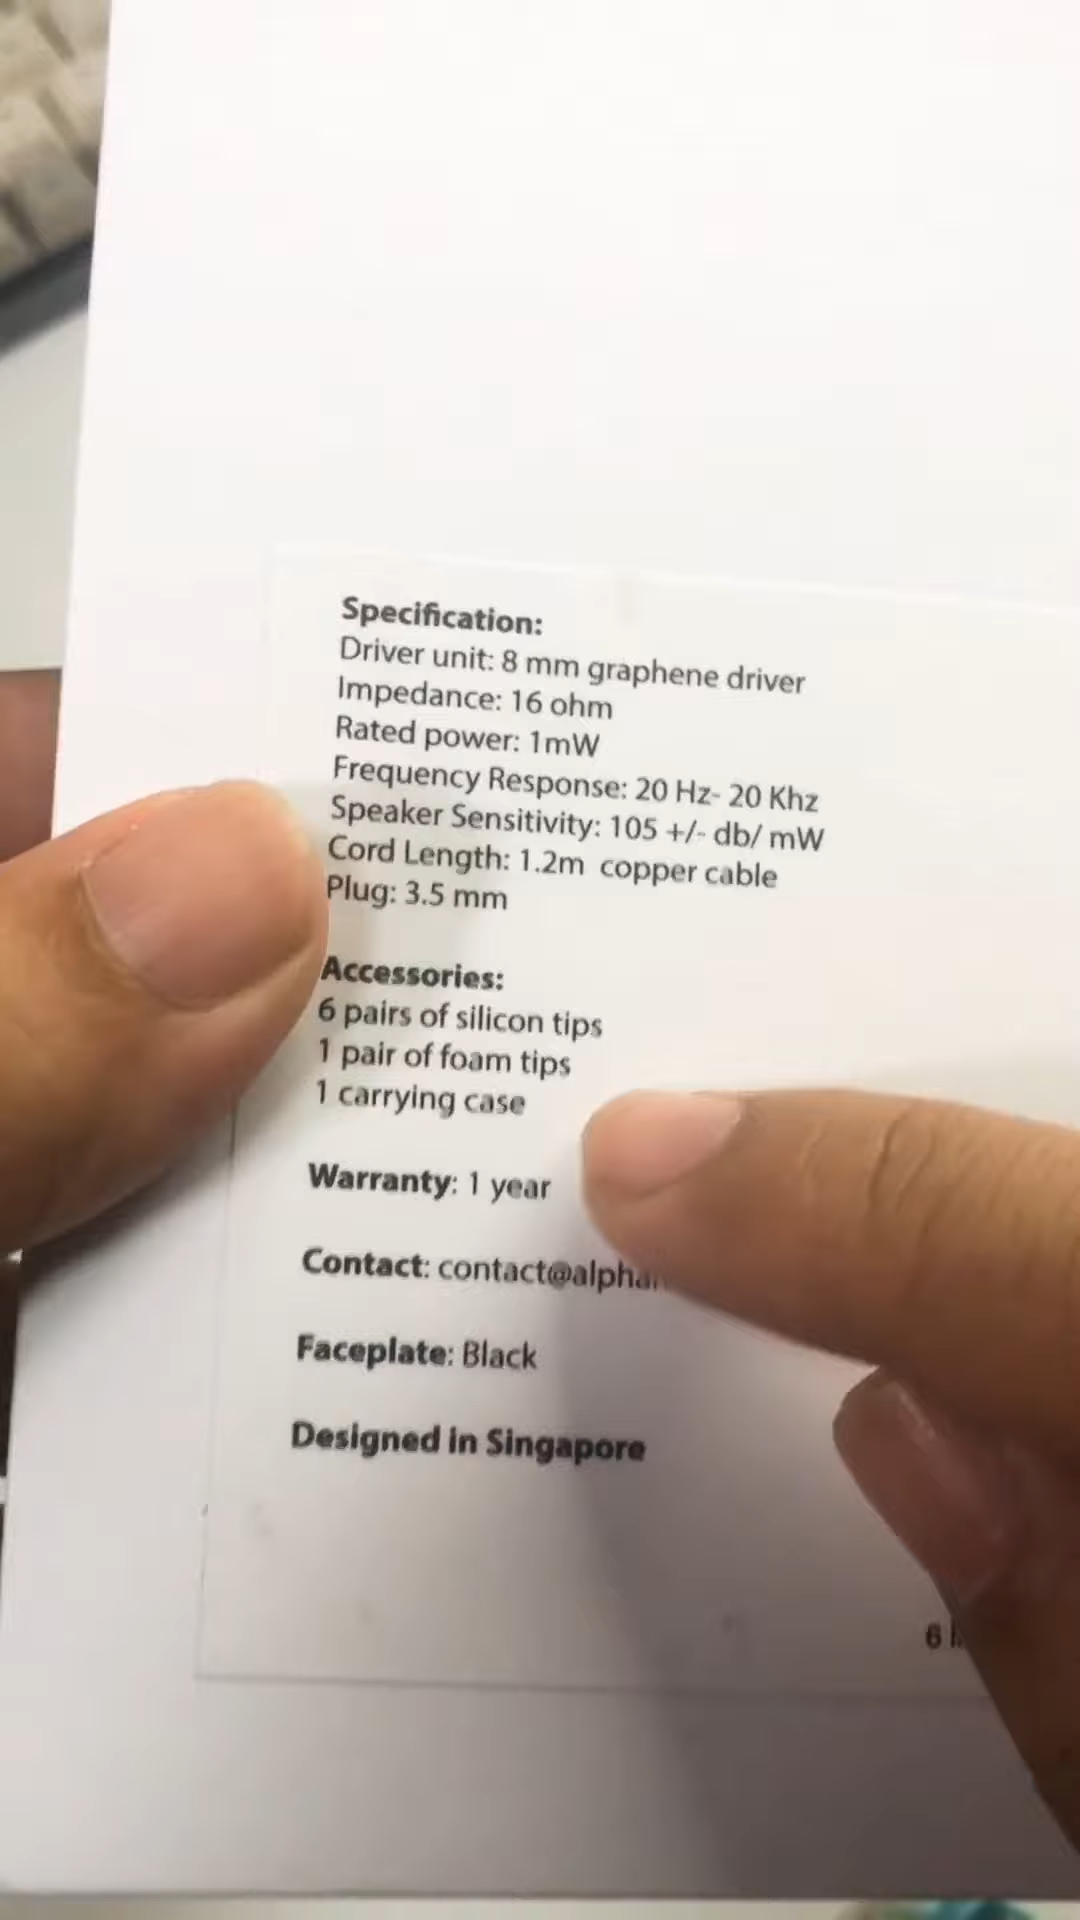 Specification:
Driver unit: 8 mm graphene driver
Impedance: 16 ohm
Rated power: 1mW
Frequency Response: 20 Hz- 20 Khz
Speaker Sensitivity: 105 +/- db/ mW
Cord Length: 1.2m copper cable
Plug: 3.5 mm
Accessories:
6 pairs of silicon tips
1 pair of foam tips
1 carrying case
Warranty: 1 year
Contact:
Faceplate: Black
Designed in Singapore
6